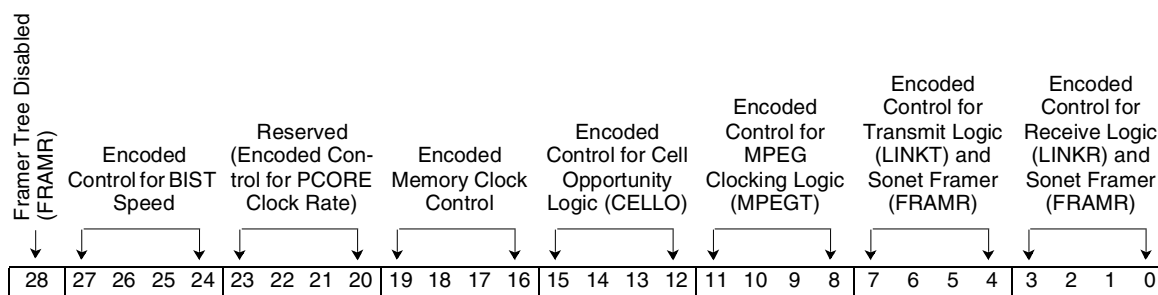 Framer Tree Disabled
(FRAMR)
Encoded
Control for BIST
Speed
Reserved
(Encoded Con-
trol for PCORE
Clock Rate)
Encoded
Memory Clock
Control
Encoded
Control for Cell
Opportunity
Logic (CELLO)
Encoded
Control for
MPEG
Clocking Logic
(MPEGT)
Encoded
Control for
Transmit Logic
(LINKT) and
Sonet Framer
(FRAMR)
Encoded
Control for
Receive Logic
(LINKR) and
Sonet Framer
(FRAMR)
28 27 26 25 24 23 22 21 20 19 18 17 16 15 14 13 12 11 10 9 8 7 6 5 4 3 2 1 0